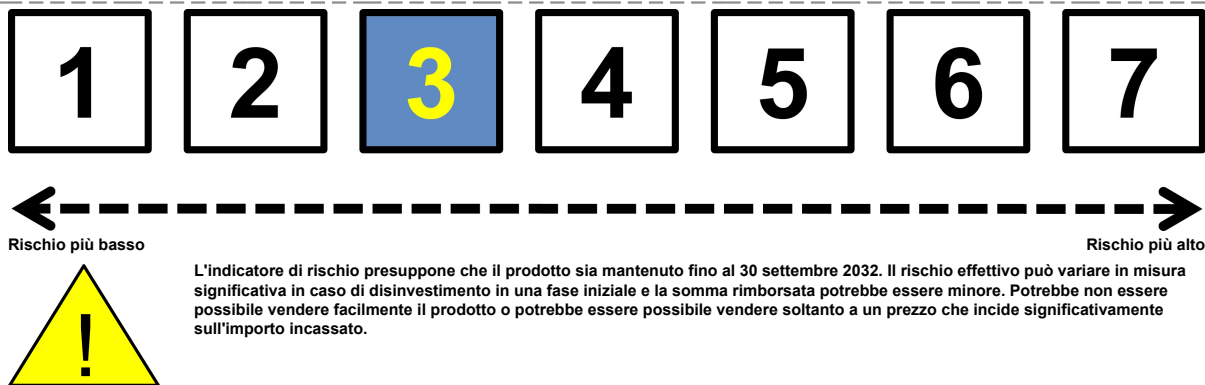 1 2 3 4 5 6 7
Rischio più basso Rischio più alto
L'indicatore di rischio presuppone che il prodotto sia mantenuto fino al 30 settembre 2032. Il rischio effettivo può variare in misura
significativa in caso di disinvestimento in una fase iniziale e la somma rimborsata potrebbe essere minore. Potrebbe non essere
possibile vendere facilmente il prodotto o potrebbe essere possibile vendere soltanto a un prezzo che incide significativamente
sull'importo incassato.
!